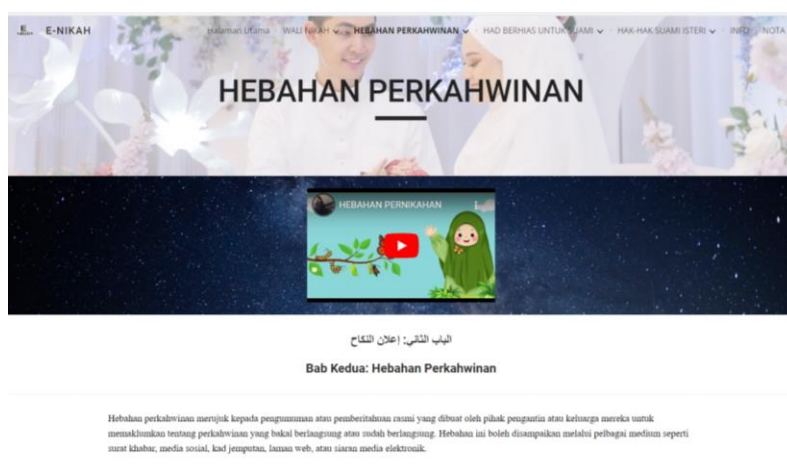 E-NIKAH
Halaman Utama WALI NIKAH HEBAHAN PERKAHWINAN HAD BERHIAS UNTUK SUAMI HAK-HAK SUAMI ISTERI INFO NOTA
HEBAHAN PERKAHWINAN
HEBAHAN PERNIKAHAN
الباب الثاني: إعلان النكاح
Bab Kedua: Hebahan Perkahwinan
Hebahan perkahwinan merujuk kepada pengumuman atau pemberitahuan rasmi yang dibuat oleh pihak pengantin atau keluarga mereka untuk
memaklumkan tentang perkahwinan yang bakal berlangsung atau sudah berlangsung. Hebahan ini boleh disampaikan melalui pelbagai medium seperti
surat khabar, media sosial, kad jemputan, laman web, atau siaran media elektronik.